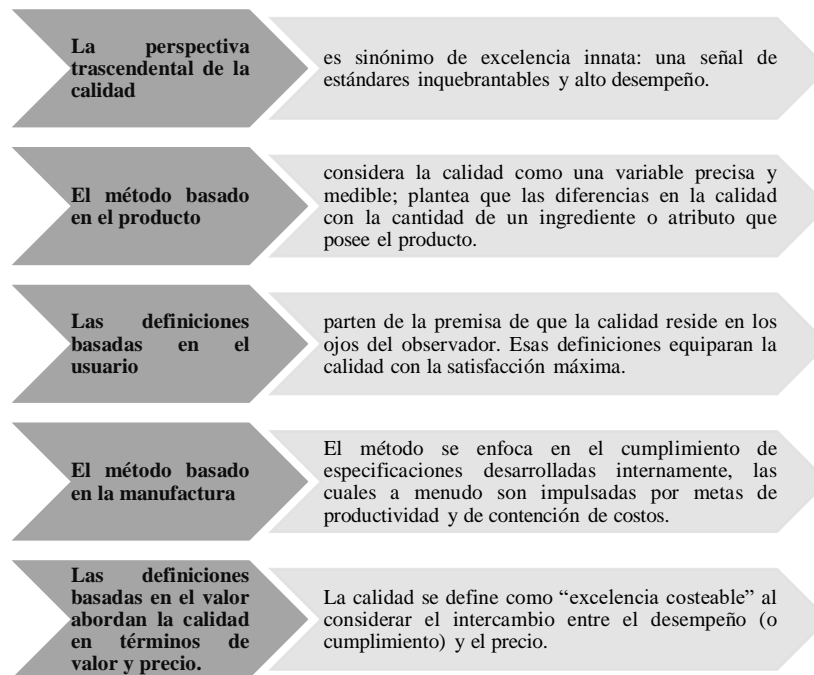 La perspectiva
trascendental de la
calidad
es sinónimo de excelencia innata: una señal de
estándares inquebrantables y alto desempeño.
El método basado
en el producto
considera la calidad como una variable precisa y
medible; plantea que las diferencias en la calidad
con la cantidad de un ingrediente o atributo que
posee el producto.
Las definiciones
basadas en el
usuario
parten de la premisa de que la calidad reside en los
ojos del observador. Esas definiciones equiparan la
calidad con la satisfacción máxima.
El método basado
en la manufactura
El método se enfoca en el cumplimiento de
especificaciones desarrolladas internamente, las
cuales a menudo son impulsadas por metas de
productividad y de contención de costos.
Las definiciones
basadas en el valor
abordan la calidad
en términos de
valor y precio.
La calidad se define como “excelencia costeable” al
considerar el intercambio entre el desempeño (o
cumplimiento) y el precio.